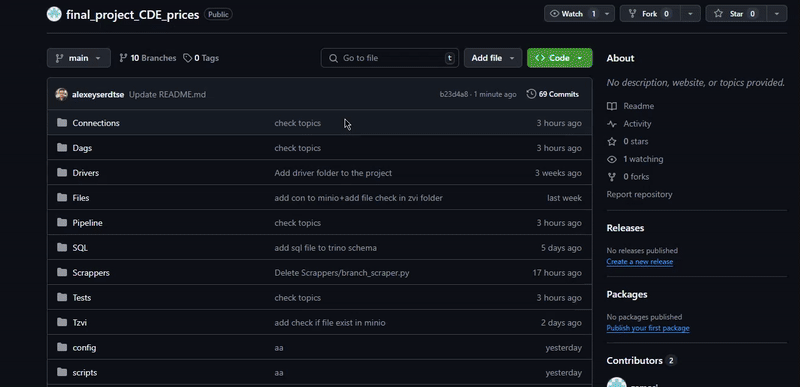 final_project_CDE_prices Public
Watch 1
Fork 0
Star 0
main
10 Branches
0 Tags
Go to file t
Add file
Code
alexeyserdtse Update README.md b23d4a8 · 1 minute ago 69 Commits
Connections check topics 3 hours ago
Dags check topics 3 hours ago
Drivers Add driver folder to the project 3 weeks ago
Files add con to minio+add file check in zvi folder last week
Pipeline check topics 3 hours ago
SQL add sql file to trino schema 5 days ago
Scrappers Delete Scrappers/branch_scraper.py 17 hours ago
Tests check topics 3 hours ago
Tzvi add check if file exist in minio 2 days ago
config aa yesterday
scripts aa yesterday
About
No description, website, or topics provided.
Readme
Activity
0 stars
1 watching
0 forks
Report repository
Releases
No releases published
Create a new release
Packages
No packages published
Publish your first package
Contributors 2